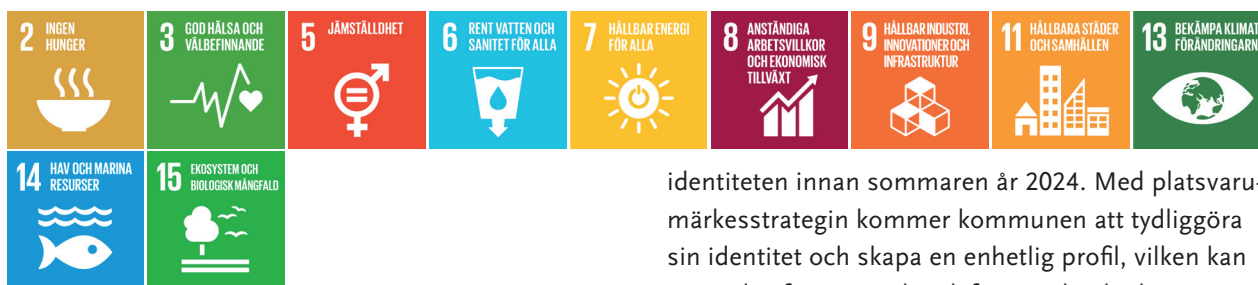 2 INGEN
HUNGER
3 GOD HÄLSA OCH
VÄLBEFINNANDE
5 JÄMSTÄLLDHET
6 RENT VATTEN OCH
SANITET FÖR ALLA
7 HÅLLBAR ENERGI
FÖR ALLA
8 ANSTÄNDIGA
ARBETSVILLKOR
OCH EKONOMISK
TILLVÄXT
9 HÅLLBAR INDUSTRI,
INNOVATIONER OCH
INFRASTRUKTUR
11 HÅLLBARA STÄDER
OCH SAMHÄLLEN
13 BEKÄMPA KLIMAT
FÖRÄNDRINGARN
14 HAV OCH MARINA
RESURSER
15 EKOSYSTEM OCH
BIOLOGISK MÅNGFALD
identiteten innan sommaren år 2024. Med platsvaru-
märkesstrategin kommer kommunen att tydliggöra
sin identitet och skapa en enhetlig profil, vilken kan